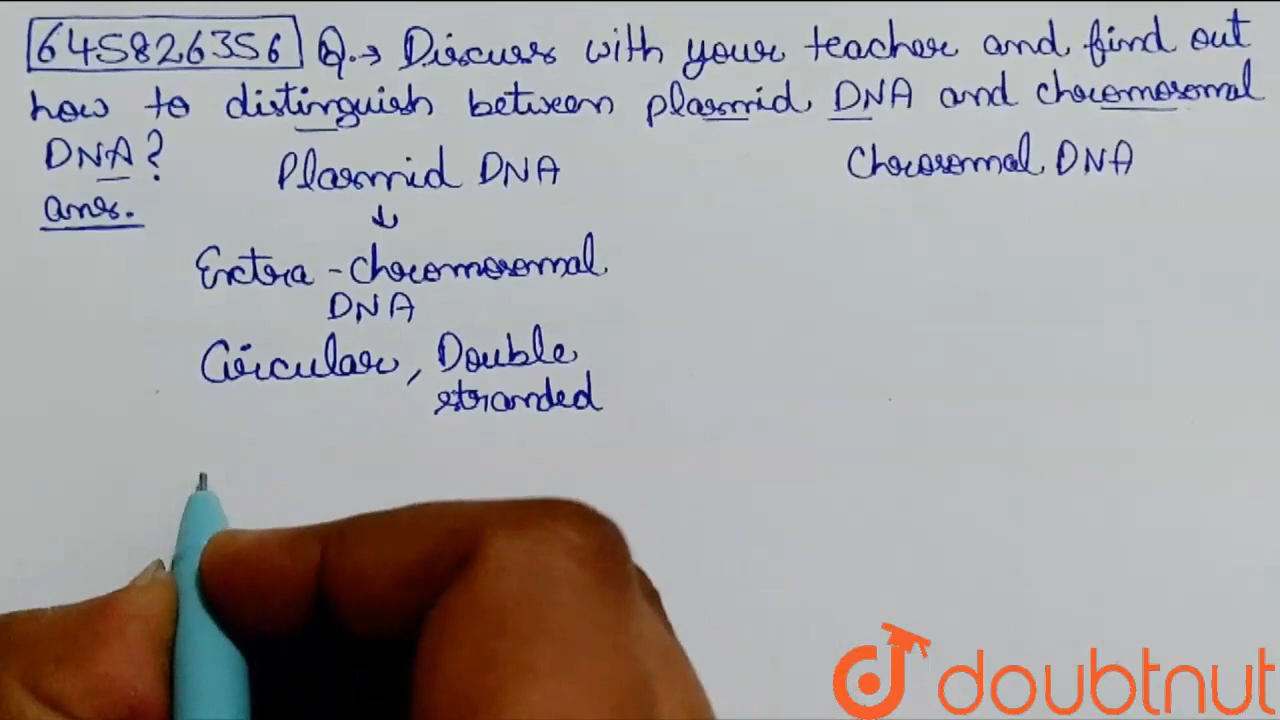 645826356 Q.→ Discuss with your teacher and find out
how to distinguish between plasmid DNA and chromosomal
DNA?
Plasmid DNA
Chrosomal DNA
ans.
↓
Extra-chromosomal
DNA
Circular, Double
stranded
doubtnut